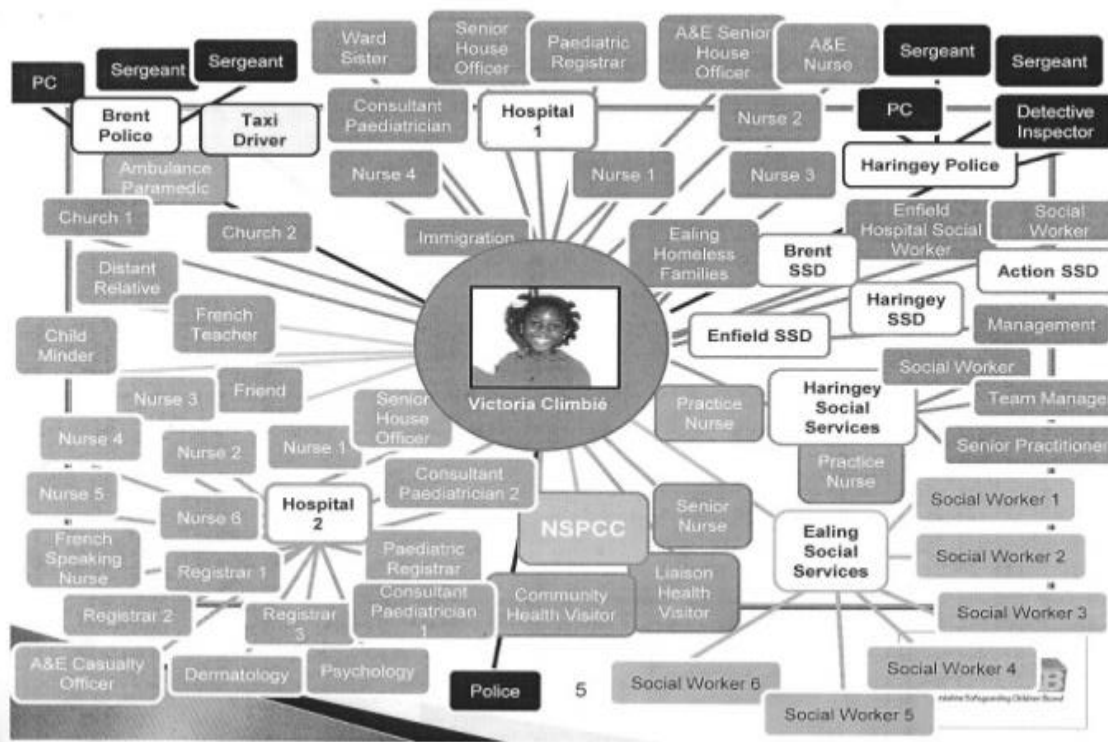 PC
Sergeant
Sergeant
Ward
Sister
Senior
House
Officer
Paediatric
Registrar
A&E Senior
House
Officer
A&E
Nurse
Sergeant
Sergeant
Brent
Police
Taxi
Driver
Consultant
Paediatrician
Hospital
1
Nurse 2
PC
Detective
Inspector
Ambulance
Paramedic
Nurse 4
Nurse 1
Nurse 3
Haringey Police
Church 1
Church 2
Immigration
Ealing
Homeless
Families
Brent
SSD
Enfield
Hospital Social
Worker
Social
Worker
Distant
Relative
French
Teacher
Haringey
SSD
Action SSD
Child
Minder
Enfield SSD
Management
Victoria Climbié
Nurse 3
Friend
Senior
House
Officer
Practice
Nurse
Haringey
Social
Services
Social Worker
Team Manager
Nurse 4
Nurse 2
Nurse 1
Senior Practitioner
Nurse 5
Nurse 6
Hospital
2
Consultant
Paediatrician 2
NSPCC
Senior
Nurse
Practice
Nurse
Social Worker 1
French
Speaking
Nurse
Registrar 1
Paediatric
Registrar
Ealing
Social
Services
Social Worker 2
Registrar 2
Registrar
3
Consultant
Paediatrician
1
Community
Health Visitor
Liaison
Health
Visitor
Social Worker 3
A&E Casualty
Officer
Dermatology
Psychology
Police
5
Social Worker 6
Social Worker 5
Social Worker 4
B
Safeguarding Children Board